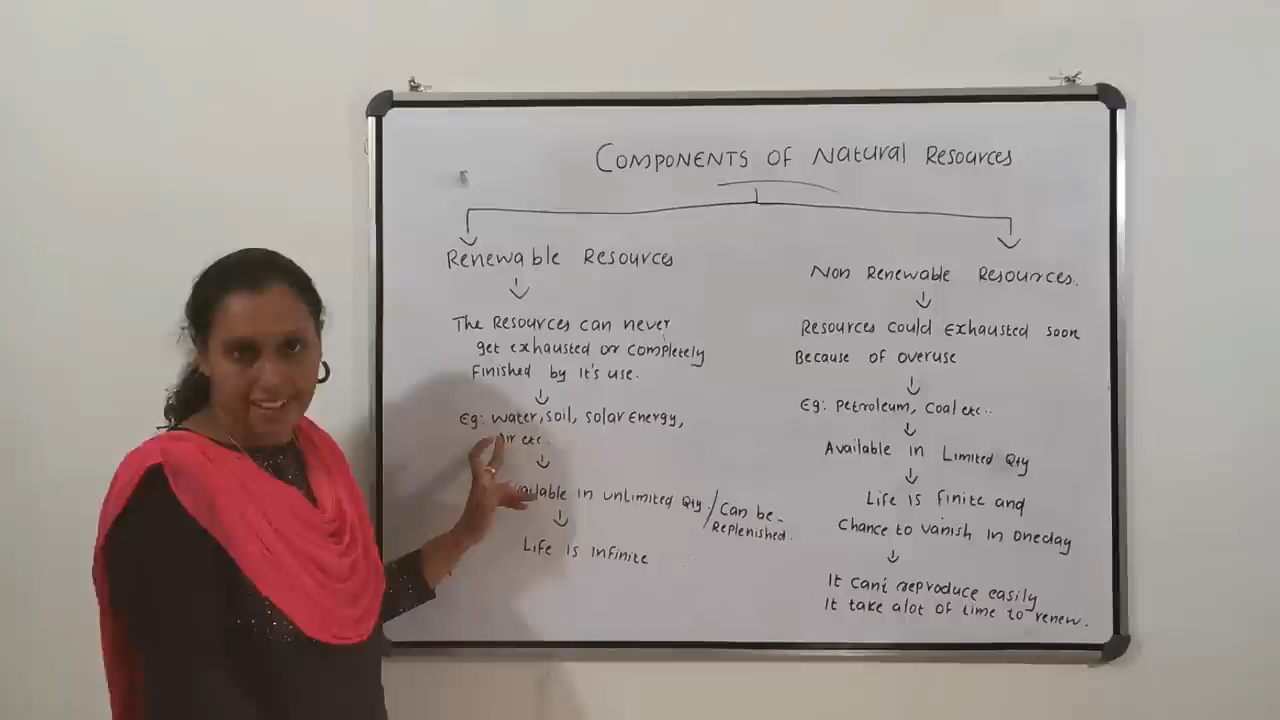 COMPONENTS OF Natural Resources
Renewable Resources
The Resources can never
get exhausted or completely
Finished by It's use.
Eg: Water, Soil, Solar Energy,
Air etc..
Available in unlimited Qty. / Can be-
Replenished.
Life is Infinite
Non Renewable Resources.
Resources could Exhausted soon
Because of overuse
Eg: Petroleum, Coal etc..
Available in Limited Qty
Life is finite and
Chance to vanish in oneday
It can't reproduce easily
It take alot of time to renew.